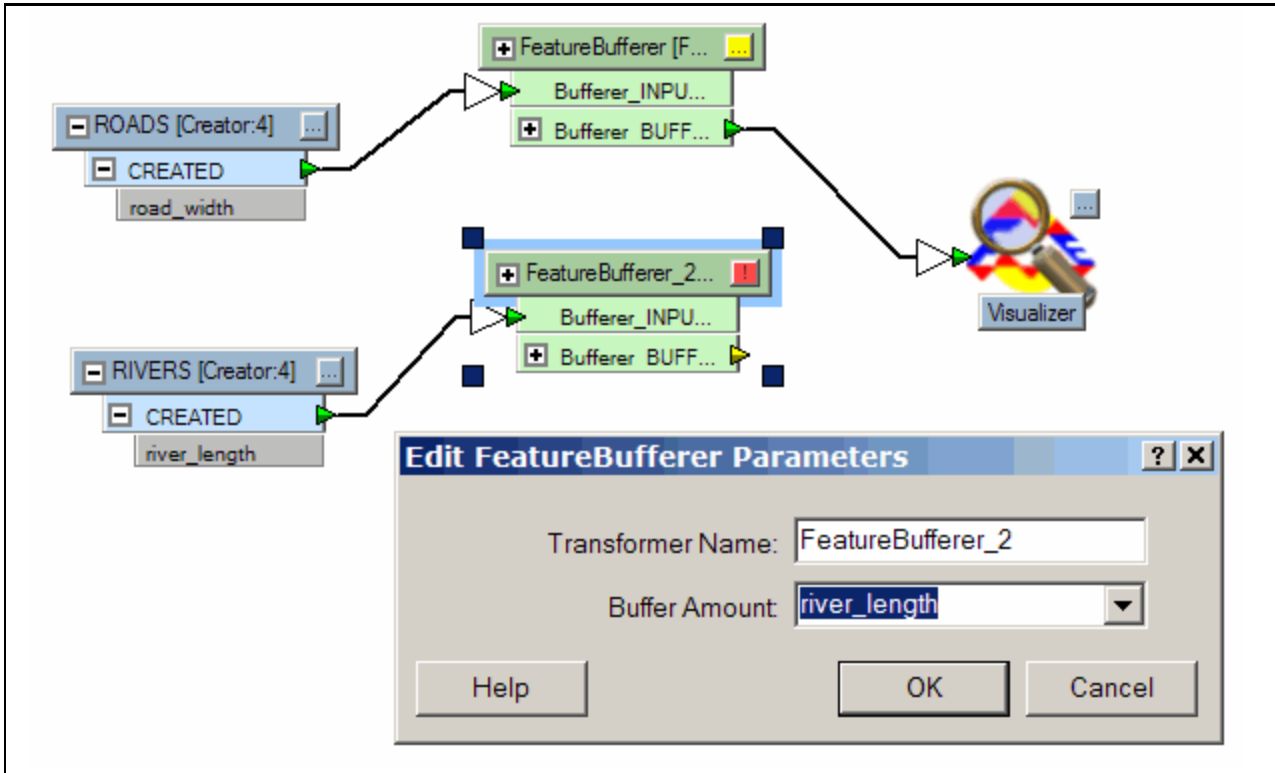 FeatureBufferer [F... ...
Bufferer_INPU...
Bufferer BUFF...
ROADS [Creator:4] ...
CREATED
road_width
...
Visualizer
FeatureBufferer_2... !
Bufferer_INPU...
Bufferer BUFF...
RIVERS [Creator:4] ...
CREATED
river_length
Edit FeatureBufferer Parameters ? X
Transformer Name: FeatureBufferer_2
Buffer Amount: river_length
Help OK Cancel